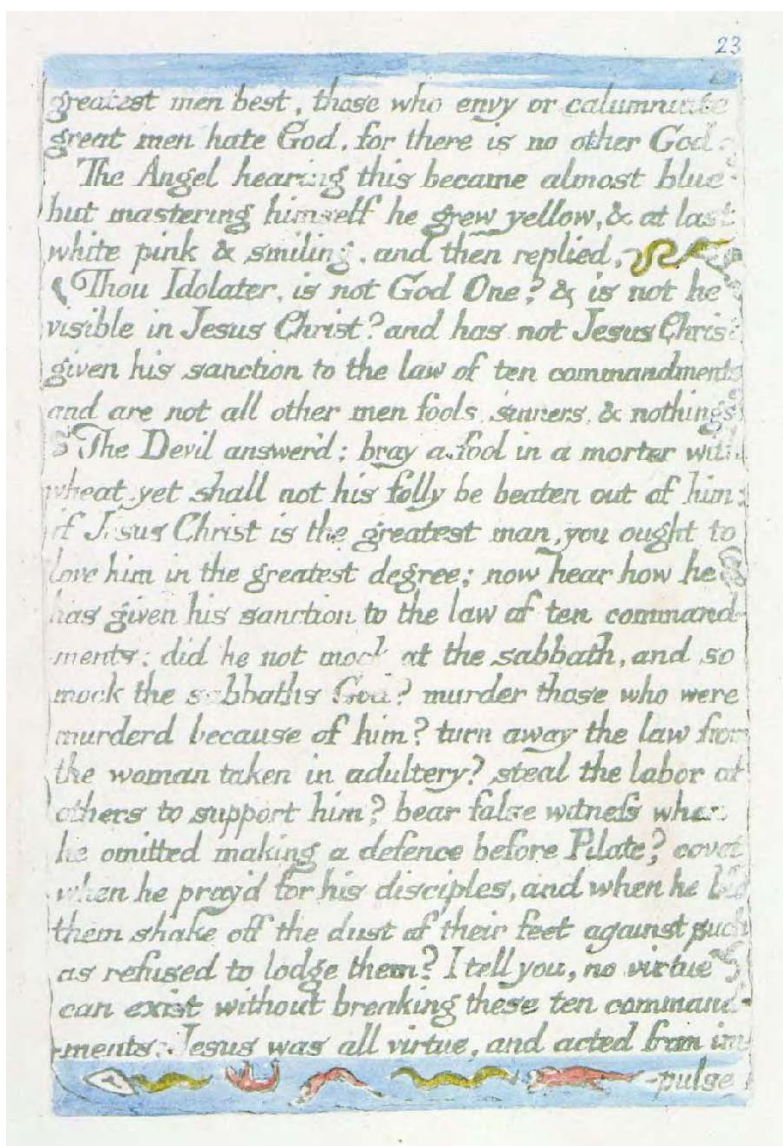 23
greatest men best, those who envy or calumniate
great men hate God, for there is no other God.
The Angel hearing this became almost blue
but mastering himself he grew yellow, & at last
white pink & smiling, and then replied,
Thou Idolater, is not God One? & is not he
visible in Jesus Christ? and has not Jesus Christ
given his sanction to the law of ten commandments
and are not all other men fools, sinners, & nothings
The Devil answer'd; bray a fool in a morter with
wheat, yet shall not his folly be beaten out of him:
if Jesus Christ is the greatest man, you ought to
love him in the greatest degree; now hear how he
has given his sanction to the law of ten command-
-ments: did he not mock at the sabbath, and so
mock the sabbaths God? murder those who were
murderd because of him? turn away the law from
the woman taken in adultery? steal the labor of
others to support him? bear false witness when
he omitted making a defence before Pilate? covet
when he pray'd for his disciples, and when he bid
them shake off the dust of their feet against such
as refused to lodge them? I tell you, no virtue
can exist without breaking these ten command-
-ments: Jesus was all virtue, and acted from im-
-pulse